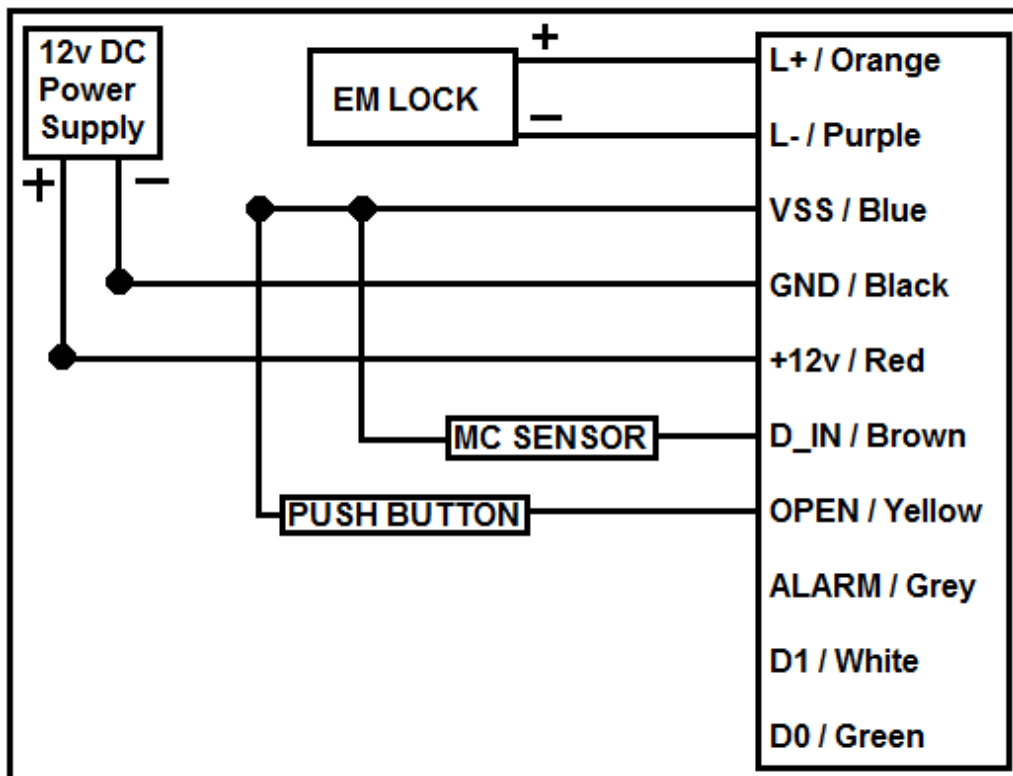 12v DC
Power
Supply
+
−
EM LOCK
+
−
L+ / Orange
L- / Purple
VSS / Blue
GND / Black
+12v / Red
MC SENSOR
D_IN / Brown
PUSH BUTTON
OPEN / Yellow
ALARM / Grey
D1 / White
D0 / Green